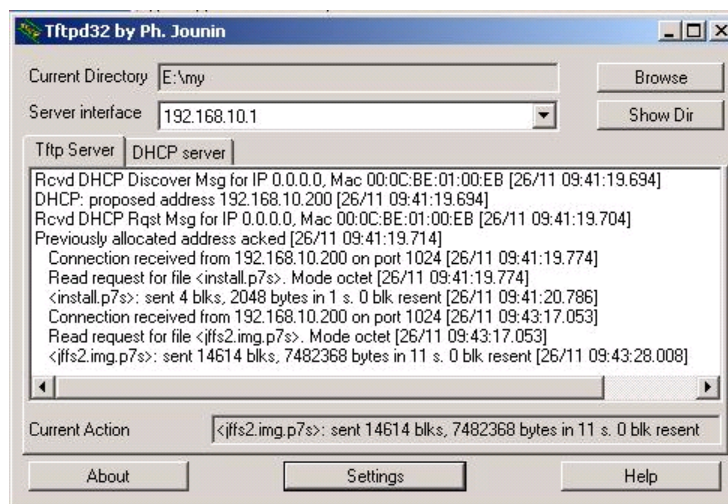 Tftpd32 by Ph. Jounin
Current Directory E:\my Browse
Server interface 192.168.10.1 Show Dir
Tftp Server DHCP server
Rcvd DHCP Discover Msg for IP 0.0.0.0, Mac 00:0C:BE:01:00:EB [26/11 09:41:19.694]
DHCP: proposed address 192.168.10.200 [26/11 09:41:19.694]
Rcvd DHCP Rqst Msg for IP 0.0.0.0, Mac 00:0C:BE:01:00:EB [26/11 09:41:19.704]
Previously allocated address acked [26/11 09:41:19.714]
Connection received from 192.168.10.200 on port 1024 [26/11 09:41:19.774]
Read request for file <install.p7s>. Mode octet [26/11 09:41:19.774]
<install.p7s>: sent 4 blks, 2048 bytes in 1 s. 0 blk resent [26/11 09:41:20.786]
Connection received from 192.168.10.200 on port 1024 [26/11 09:43:17.053]
Read request for file <jffs2.img.p7s>. Mode octet [26/11 09:43:17.053]
<jffs2.img.p7s>: sent 14614 blks, 7482368 bytes in 11 s. 0 blk resent [26/11 09:43:28.008]
Current Action <jffs2.img.p7s>: sent 14614 blks, 7482368 bytes in 11 s. 0 blk resent
About Settings Help